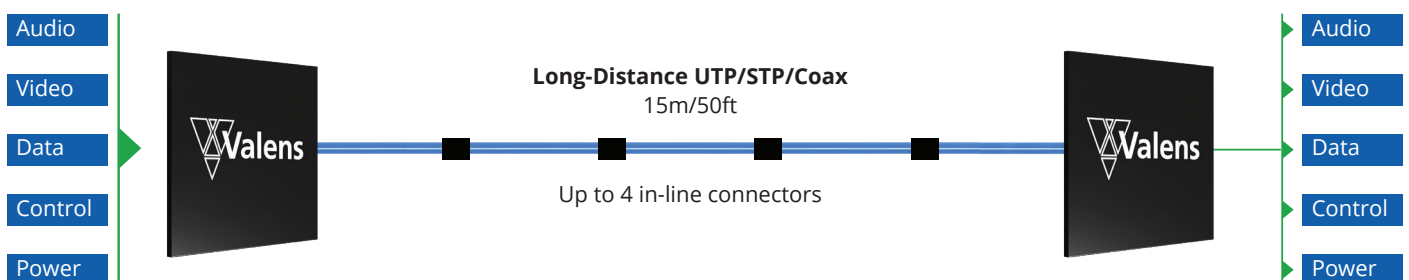 Audio
Video
Data
Control
Power
Valens
Long-Distance UTP/STP/Coax
15m/50ft
Up to 4 in-line connectors
Valens
Audio
Video
Data
Control
Power